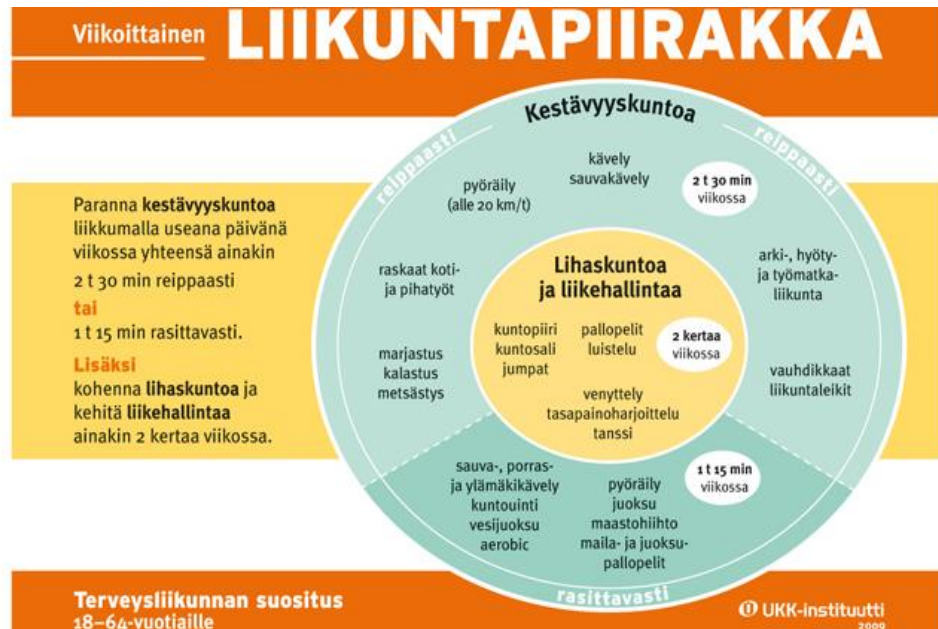 Viikoittainen LIIKUNTAPIIRAKKA
Paranna kestävyyskuntoa
liikkumalla useana päivänä
viikossa yhteensä ainakin
2 t 30 min reippaasti
tai
1 t 15 min rasittavasti.
Lisäksi
kohenna lihaskuntoa ja
kehitä liikehallintaa
ainakin 2 kertaa viikossa.
Kestävyyskuntoa
reippaasti
reippaasti
kävely
sauvakävely
2 t 30 min
viikossa
pyöräily
(alle 20 km/t)
raskaat koti-
ja pihatyöt
arki-, hyöty-
ja työmatka-
liikunta
marjastus
kalastus
metsästys
vauhdikkaat
liikuntaleikit
Lihaskuntoa
ja liikehallintaa
kuntopiiri
kuntosali
jumpat
pallopelit
luistelu
2 kertaa
viikossa
venyttely
tasapainoharjoittelu
tanssi
sauva-, porras-
ja ylämäkikävely
kuntouinti
vesijuoksu
aerobic
pyöräily
juoksu
maastohiihto
maila- ja juoksu-
pallopelit
1 t 15 min
viikossa
rasittavasti
Terveysliikunnan suositus
18–64-vuotiaille
UKK-instituutti
2009